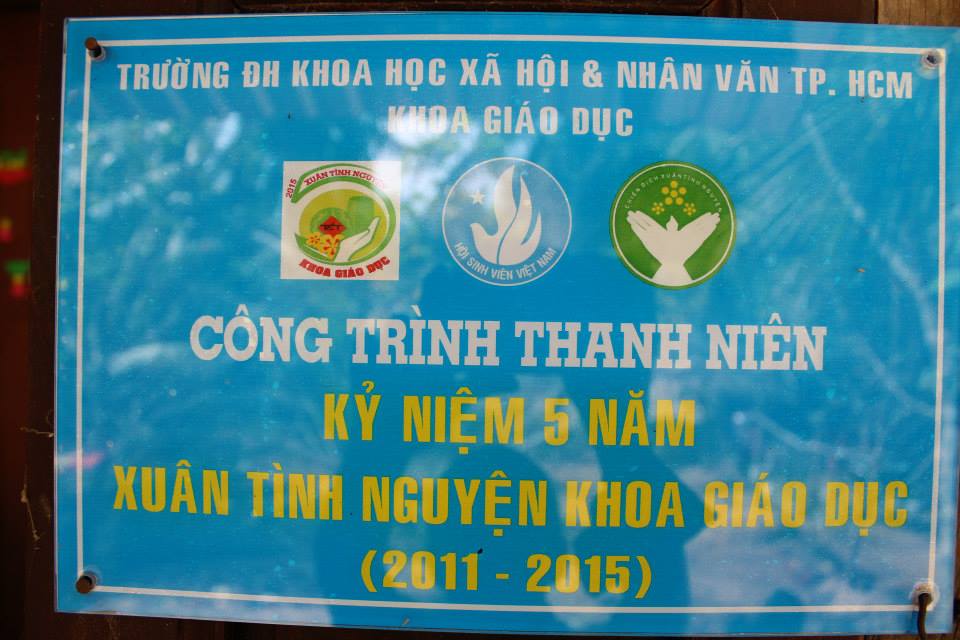 TRƯỜNG ĐH KHOA HỌC XÃ HỘI & NHÂN VĂN TP. HCM
KHOA GIÁO DỤC
2015 XUÂN TÌNH NGUYỆN
KHOA GIÁO DỤC
HỘI SINH VIÊN VIỆT NAM
CHIẾN DỊCH XUÂN TÌNH NGUYỆN
CÔNG TRÌNH THANH NIÊN
KỶ NIỆM 5 NĂM
XUÂN TÌNH NGUYỆN KHOA GIÁO DỤC
(2011 - 2015)